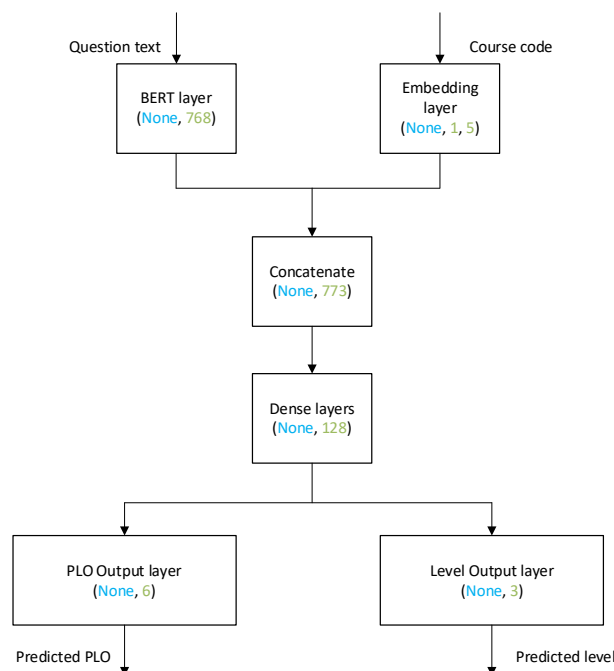 Question text
Course code
BERT layer
(None, 768)
Embedding
layer
(None, 1, 5)
Concatenate
(None, 773)
Dense layers
(None, 128)
PLO Output layer
(None, 6)
Level Output layer
(None, 3)
Predicted PLO
Predicted level